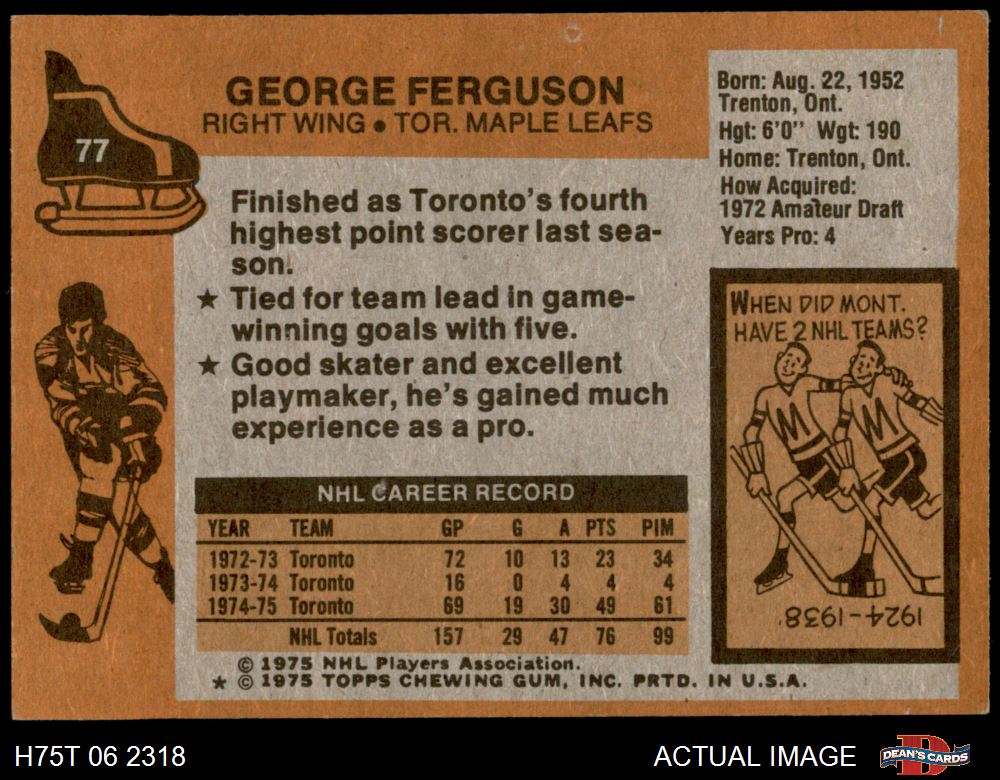 77
GEORGE FERGUSON
RIGHT WING • TOR. MAPLE LEAFS
Born: Aug. 22, 1952
Trenton, Ont.
Hgt: 6'0" Wgt: 190
Home: Trenton, Ont.
How Acquired:
1972 Amateur Draft
Years Pro: 4
Finished as Toronto's fourth
highest point scorer last sea-
son.
★ Tied for team lead in game-
winning goals with five.
★ Good skater and excellent
playmaker, he's gained much
experience as a pro.
WHEN DID MONT.
HAVE 2 NHL TEAMS?
M M
1924-1938
NHL CAREER RECORD
YEAR TEAM GP G A PTS PIM
1972-73 Toronto 72 10 13 23 34
1973-74 Toronto 16 0 4 4 4
1974-75 Toronto 69 19 30 49 61
NHL Totals 157 29 47 76 99
© 1975 NHL Players Association.
★ © 1975 TOPPS CHEWING GUM, INC. PRTD. IN U.S.A.
H75T 06 2318
ACTUAL IMAGE
D
DEAN'S CARDS